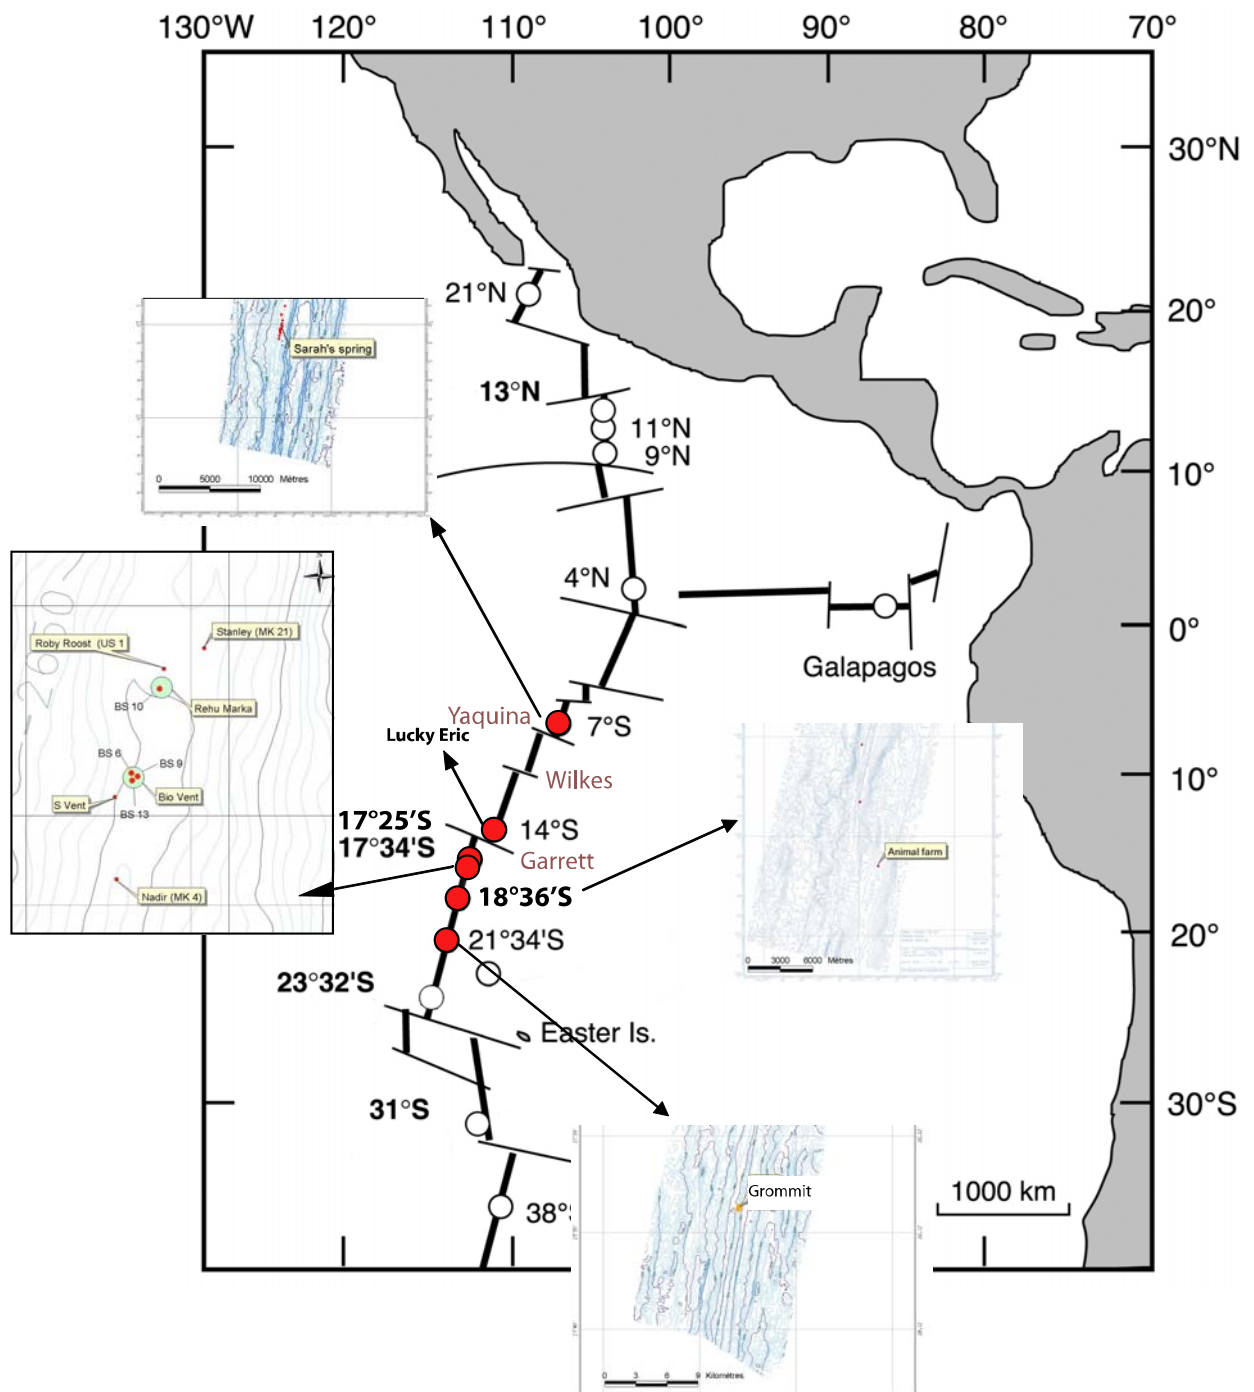 130°W 120° 110° 100° 90° 80° 70°
30°N
20°
10°
0°
10°
20°
30°S
21°N
13°N
11°N
9°N
4°N
Galapagos
Yaquina
7°S
Lucky Eric
Wilkes
17°25'S
14°S
17°34'S
Garrett
18°36'S
21°34'S
23°32'S
Easter Is.
31°S
38°S
1000 km
Sarah's spring
0 5000 10000 Mètres
Stanley (MK 21)
Roby Roost (US 1
BS 10
Rehu Marka
BS 6
BS 9
S Vent
Bio Vent
BS 13
Nadir (MK 4)
Animal farm
0 3000 6000 Mètres
Grommit
0 3 6 9 Kilomètres